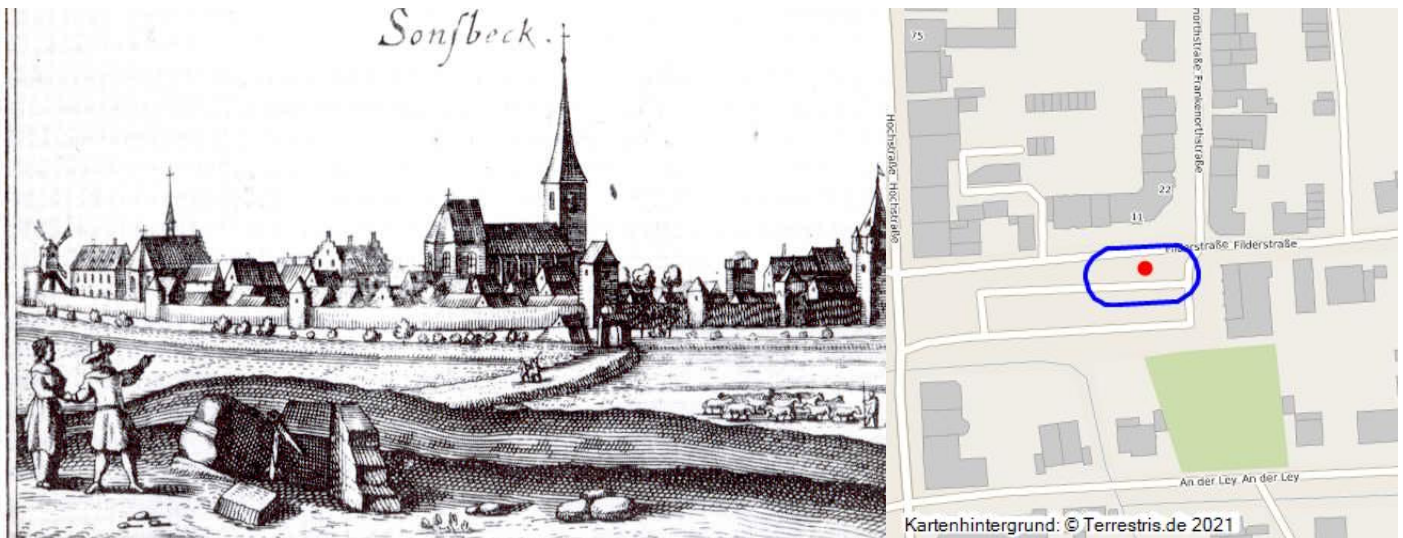 Sonſbeck.
75
northstraße Frankenorthstraße
Hochstraße Hochstraße
22
11
Filderstraße Filderstraße
An der Ley An der Ley
Kartenhintergrund: © Terrestris.de 2021